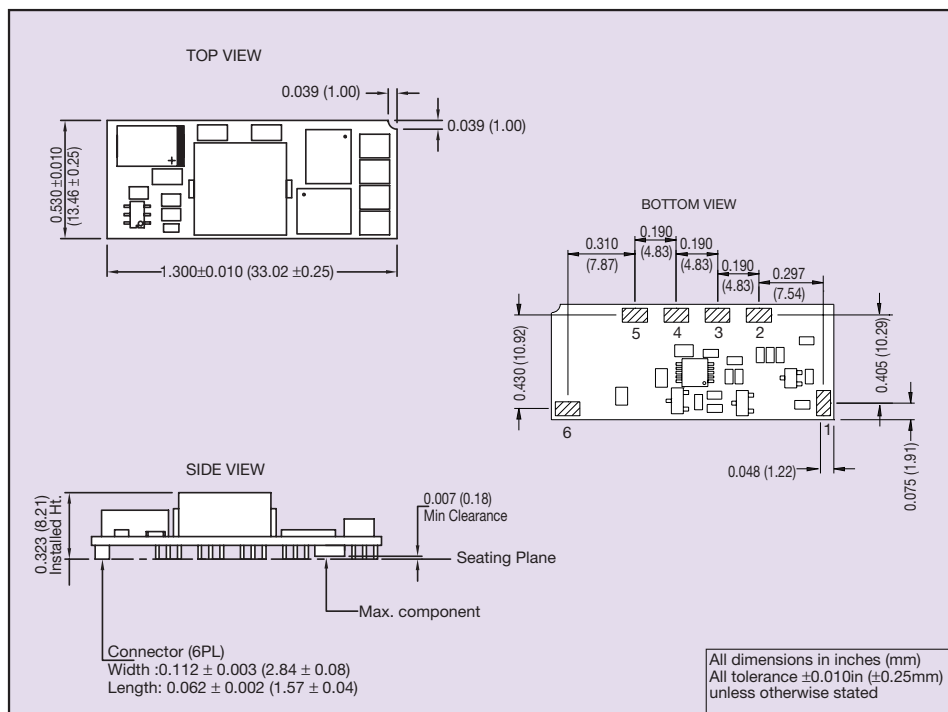 TOP VIEW
0.039 (1.00)
0.039 (1.00)
0.530 ±0.010
(13.46 ± 0.25)
1.300±0.010 (33.02 ±0.25)
BOTTOM VIEW
0.190
(4.83)
0.310
(7.87)
0.190
(4.83)
0.190
(4.83)
0.297
(7.54)
5
4
3
2
0.430 (10.92)
0.405 (10.29)
6
1
0.048 (1.22)
0.075 (1.91)
SIDE VIEW
0.323 (8.21)
Installed Ht.
0.007 (0.18)
Min Clearance
Seating Plane
Max. component
Connector (6PL)
Width :0.112 ± 0.003 (2.84 ± 0.08)
Length: 0.062 ± 0.002 (1.57 ± 0.04)
All dimensions in inches (mm)
All tolerance ±0.010in (±0.25mm)
unless otherwise stated